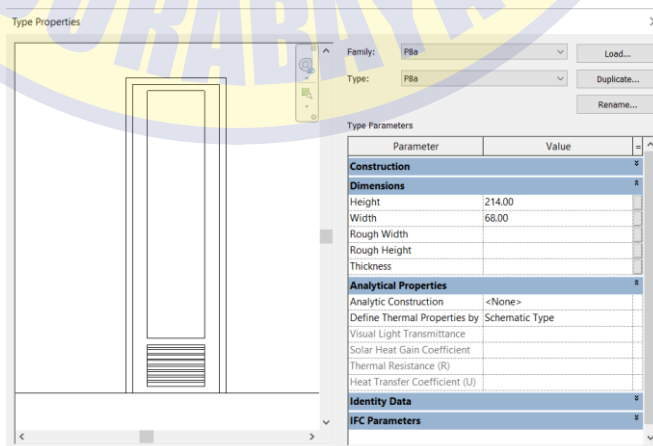 SURABAYA
Type Properties
Family: P8a Load...
Type: P8a Duplicate...
Rename...
Type Parameters
Parameter Value =
Construction
Dimensions
Height 214.00
Width 68.00
Rough Width
Rough Height
Thickness
Analytical Properties
Analytic Construction <None>
Define Thermal Properties by Schematic Type
Visual Light Transmittance
Solar Heat Gain Coefficient
Thermal Resistance (R)
Heat Transfer Coefficient (U)
Identity Data
IFC Parameters